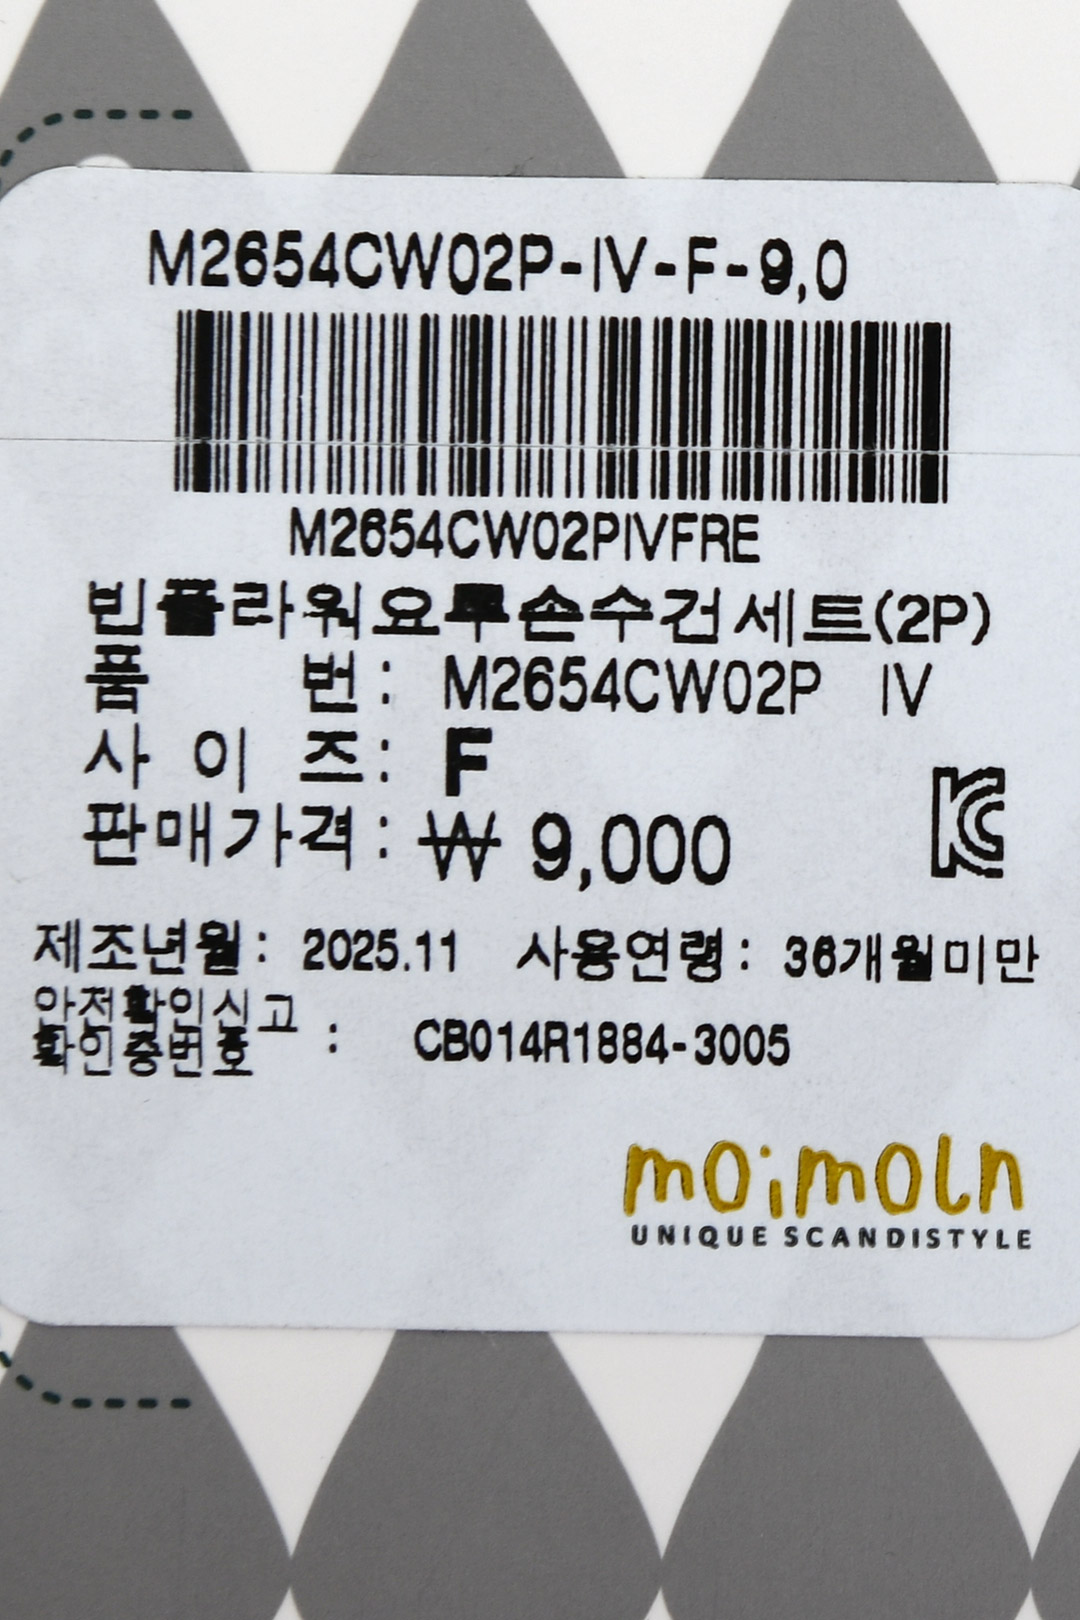 M2654CW02P-IV-F-9,0
M2654CW02PIVFRE
빈플라워요루손수건세트(2P)
품 번: M2654CW02P IV
사 이 즈: F
판매가격: ₩ 9,000
KC
제조년월: 2025.11 사용연령: 36개월미만
안전확인신고
확인증번호 : CB014R1884-3005
moimoln
UNIQUE SCANDISTYLE